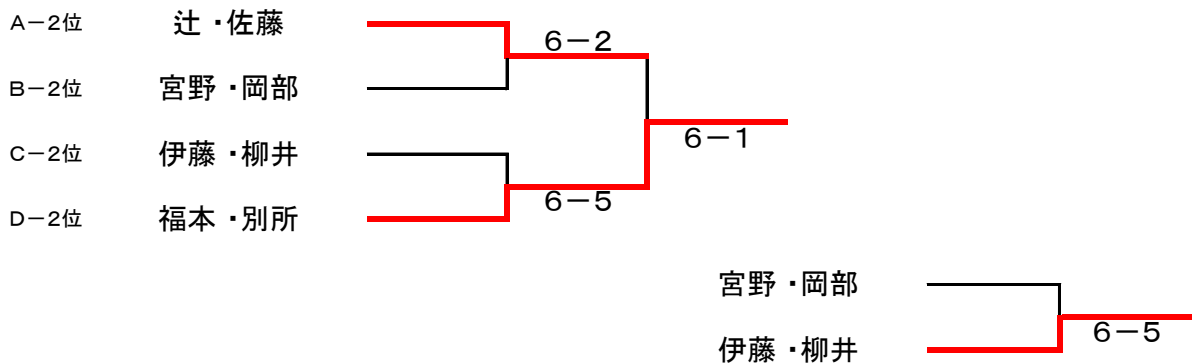 A－2位 辻・佐藤
6－2
B－2位 宮野・岡部
6－1
C－2位 伊藤・柳井
6－5
D－2位 福本・別所
宮野・岡部
6－5
伊藤・柳井